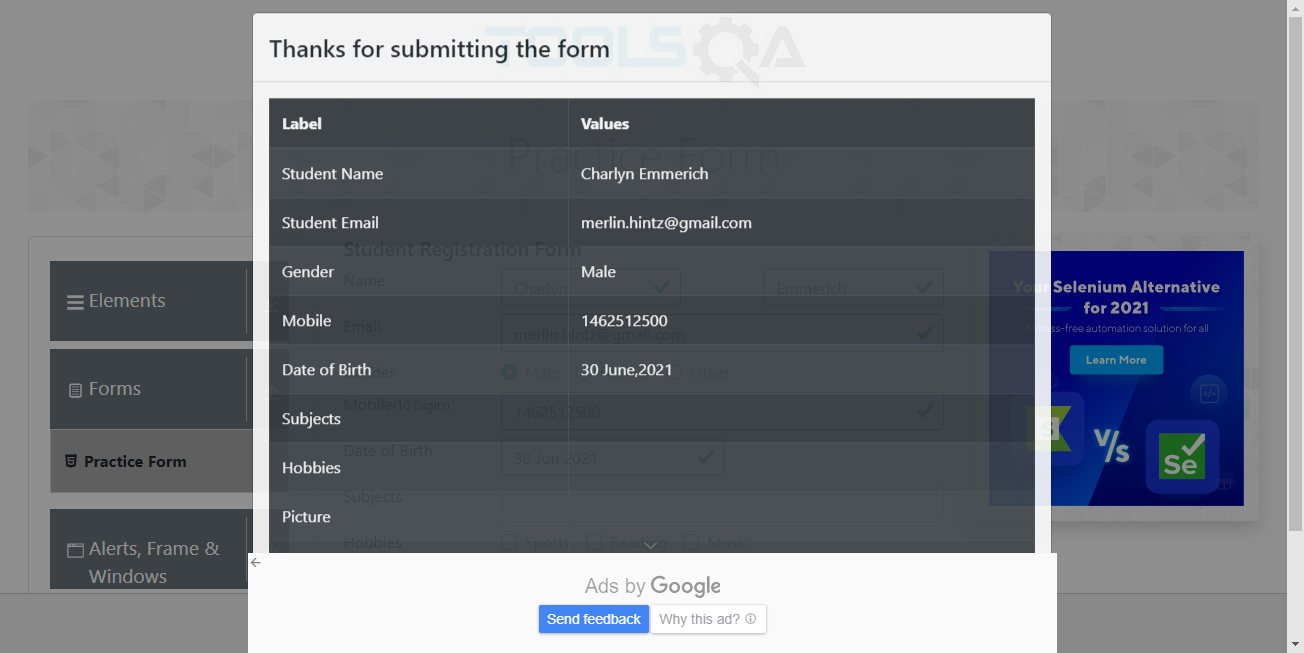 TOOLSQA
Thanks for submitting the form
Label Values
Practice Form
Student Name Charlyn Emmerich
Student Email merlin.hintz@gmail.com
Student Registration Form
Gender Male
Name Charlyn Emmerich
Mobile 1462512500
Email merlin.hintz@gmail.com
Date of Birth 30 June,2021
Gender Male Other
Subjects
Mobile(10 Digits) 1462512500
Date of Birth 30 Jun 2021
Hobbies
Subjects
Picture
Hobbies Sports Reading Music
Elements
Forms
Practice Form
Alerts, Frame &
Windows
Your Selenium Alternative
for 2021
A stress-free automation solution for all
Learn More
S
V/s
Se
Ads by Google
Send feedback Why this ad?